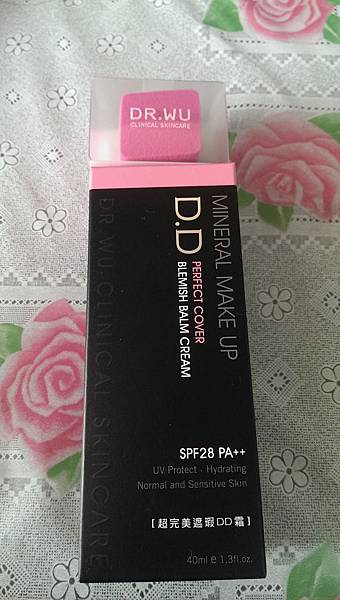 DR.WU
CLINICAL SKINCARE
MINERAL MAKE UP
D.D
PERFECT COVER
BLEMISH BALM CREAM
DR.WU CLINICAL SKINCARE
SPF28 PA++
UV Protect - Hydrating
Normal and Sensitive Skin
[超完美遮瑕DD霜]
40ml e 1.3fl.oz.